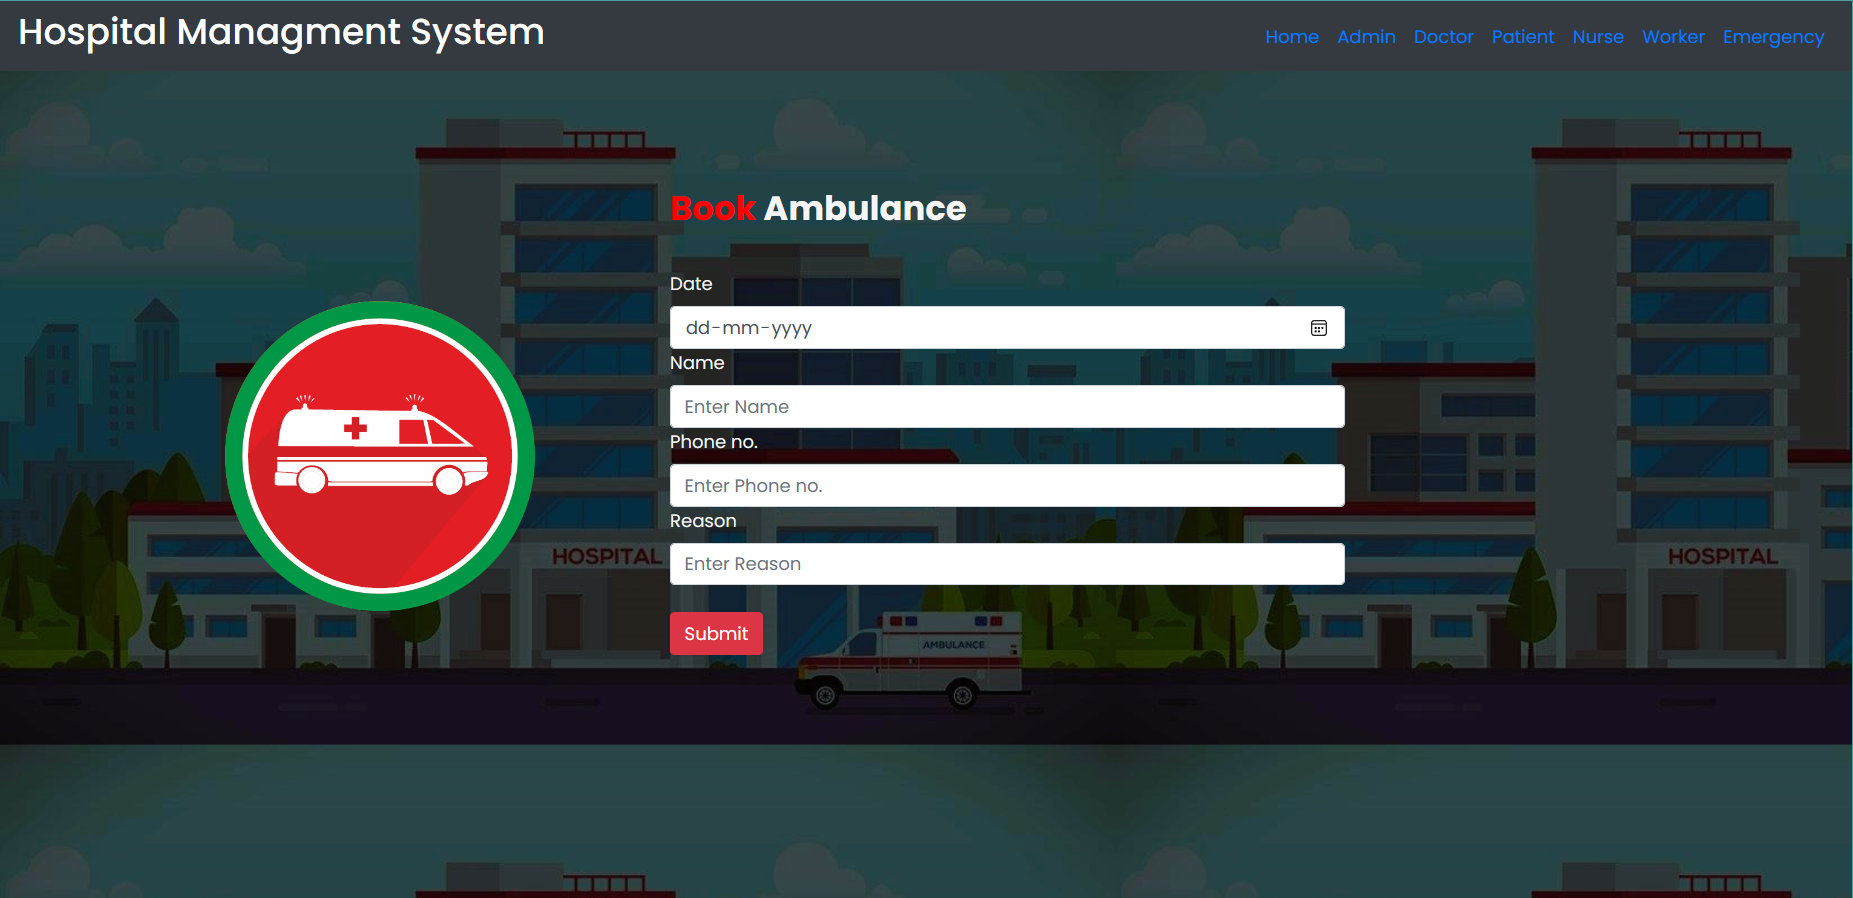 Hospital Managment System
Home Admin Doctor Patient Nurse Worker Emergency
Book Ambulance
Date
dd-mm-yyyy
Name
Enter Name
Phone no.
Enter Phone no.
Reason
Enter Reason
HOSPITAL
HOSPITAL
Submit
AMBULANCE